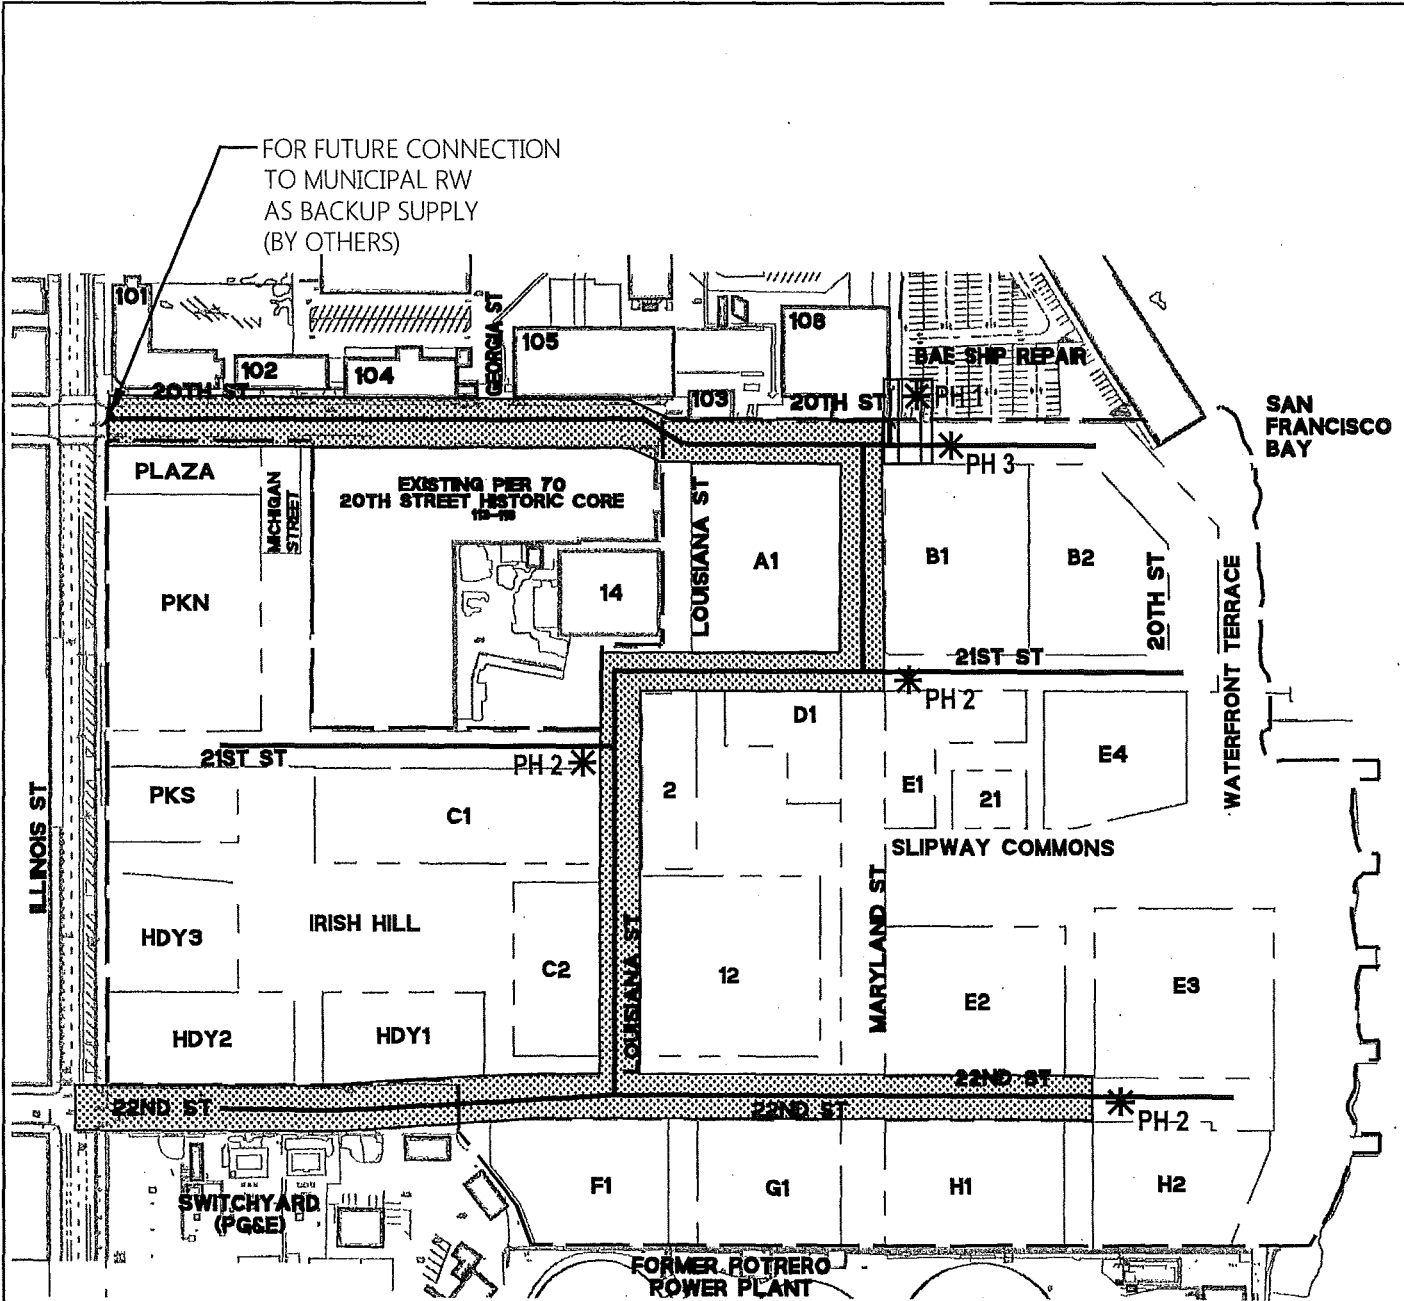 FOR FUTURE CONNECTION
TO MUNICIPAL RW
AS BACKUP SUPPLY
(BY OTHERS)
101
102
104
GEORGIA ST
105
103
108
BAE SHIP REPAIR
20TH ST
20TH ST
PH 1
PH 3
SAN
FRANCISCO
BAY
PLAZA
MICHIGAN
STREET
EXISTING PIER 70
20TH STREET HISTORIC CORE
LOUISIANA ST
A1
B1
B2
20TH ST
WATERFRONT TERRACE
PKN
14
21ST ST
PH 2
D1
21ST ST
PH 2
PKS
C1
2
E1
21
E4
ILLINOIS ST
SLIPWAY COMMONS
MARYLAND ST
HDY3
IRISH HILL
C2
LOUISIANA ST
12
E2
E3
HDY2
HDY1
22ND ST
22ND ST
22ND ST
PH-2
F1
G1
H1
H2
SWITCHYARD
(PG&E)
FORMER POTRERO
POWER PLANT